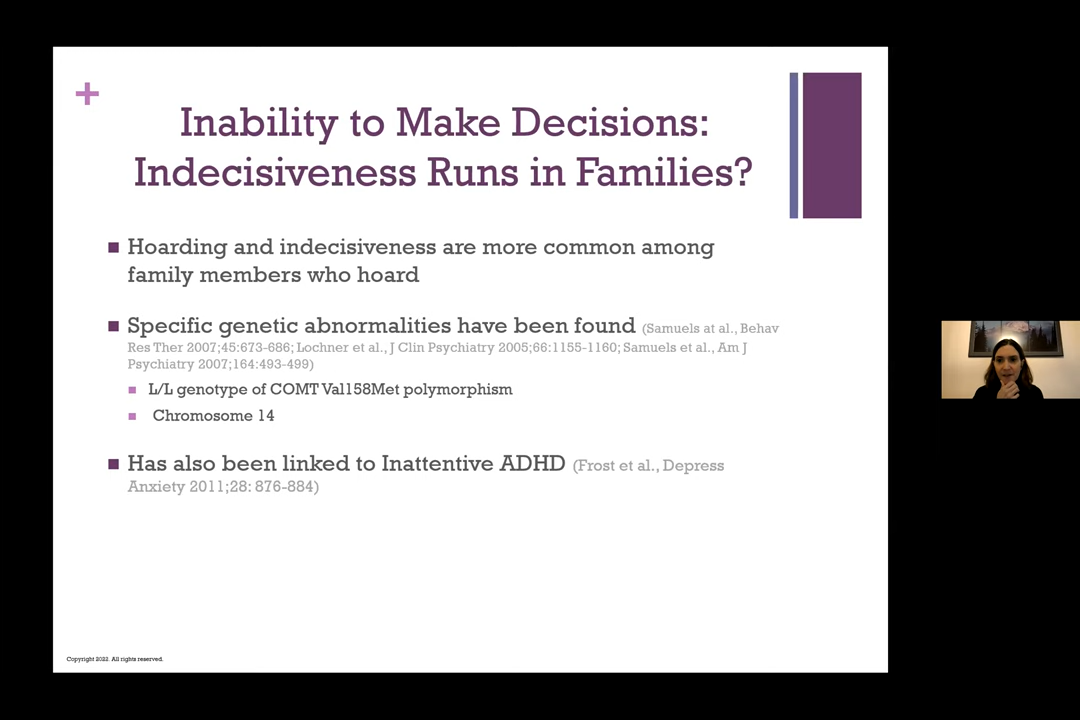 +
Inability to Make Decisions:
Indecisiveness Runs in Families?
Hoarding and indecisiveness are more common among
family members who hoard
Specific genetic abnormalities have been found (Samuels at al., Behav
Res Ther 2007;45:673-686; Lochner et al., J Clin Psychiatry 2005;66:1155-1160; Samuels et al., Am J
Psychiatry 2007;164:493-499)
L/L genotype of COMT Val158Met polymorphism
Chromosome 14
Has also been linked to Inattentive ADHD (Frost et al., Depress
Anxiety 2011;28: 876-884)
Copyright 2022. All rights reserved.